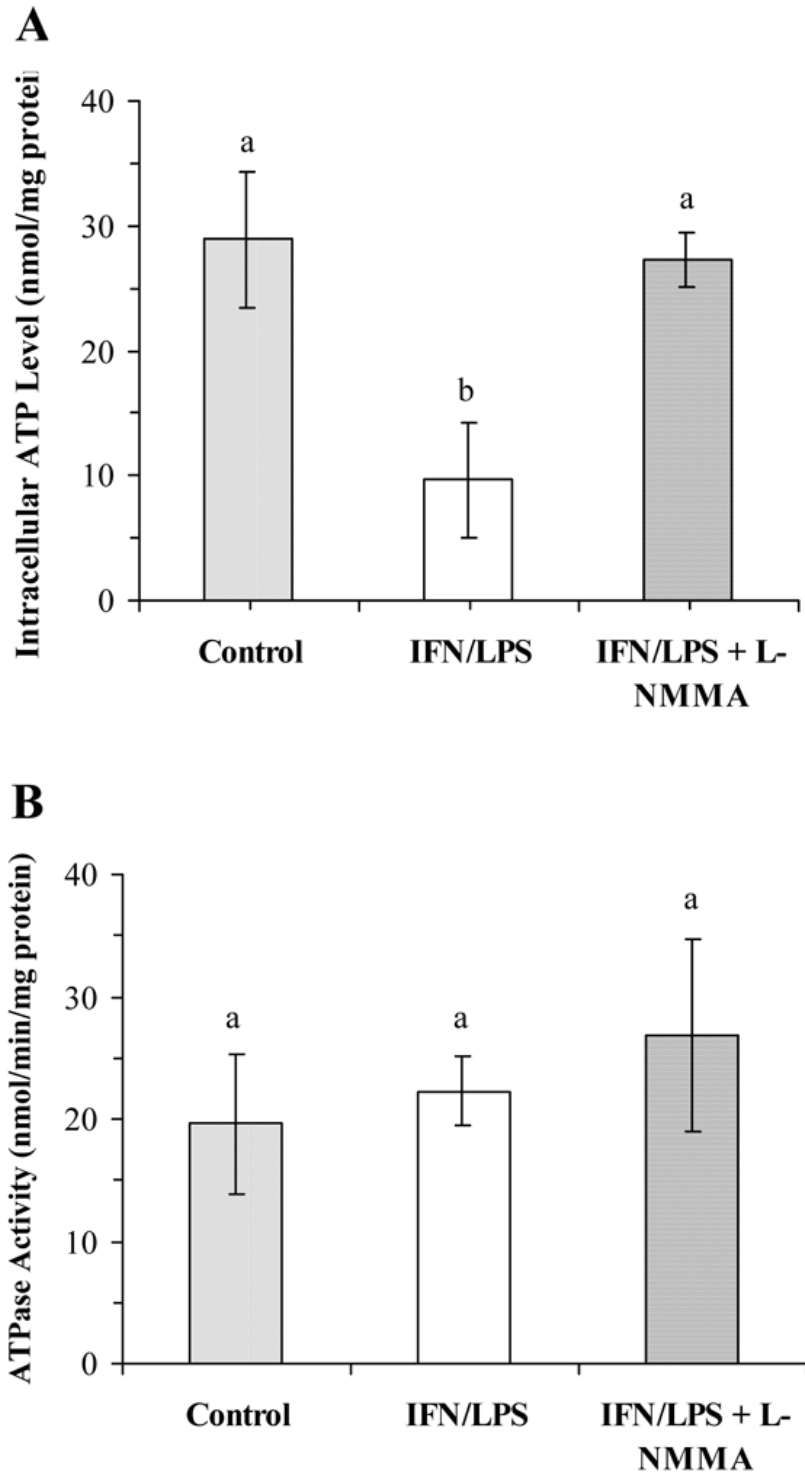 A
Intracellular ATP Level (nmol/mg protei
40
30
20
10
0
a
b
a
Control
IFN/LPS
IFN/LPS + L-
NMMA
B
ATPase Activity (nmol/min/mg protein)
40
30
20
10
0
a
a
a
Control
IFN/LPS
IFN/LPS + L-
NMMA